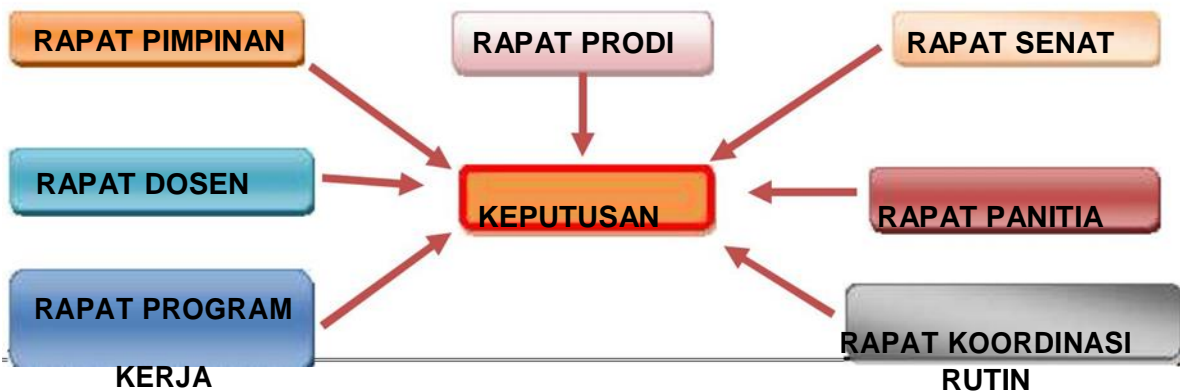 RAPAT PIMPINAN
RAPAT PRODI
RAPAT SENAT
RAPAT DOSEN
KEPUTUSAN
RAPAT PANITIA
RAPAT PROGRAM
KERJA
RAPAT KOORDINASI
RUTIN